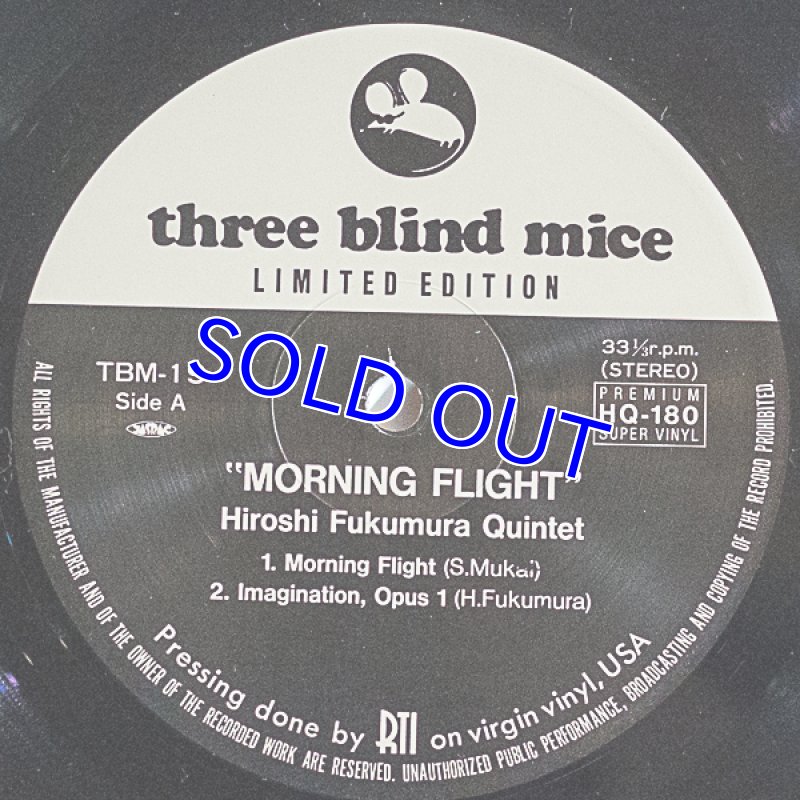 three blind mice
LIMITED EDITION
33⅓r.p.m.
(STEREO)
PREMIUM
HQ-180
SUPER VINYL
Side A
JASRAC
SOLD OUT
"MORNING FLIGHT"
Hiroshi Fukumura Quintet
1. Morning Flight (S.Mukai)
2. Imagination, Opus 1 (H.Fukumura)
Pressing done by RTI on virgin vinyl, USA
ALL RIGHTS OF THE MANUFACTURER AND OF THE OWNER OF THE RECORDED WORK ARE RESERVED. UNAUTHORIZED PUBLIC PERFORMANCE, BROADCASTING AND COPYING OF THE RECORD PROHIBITED.